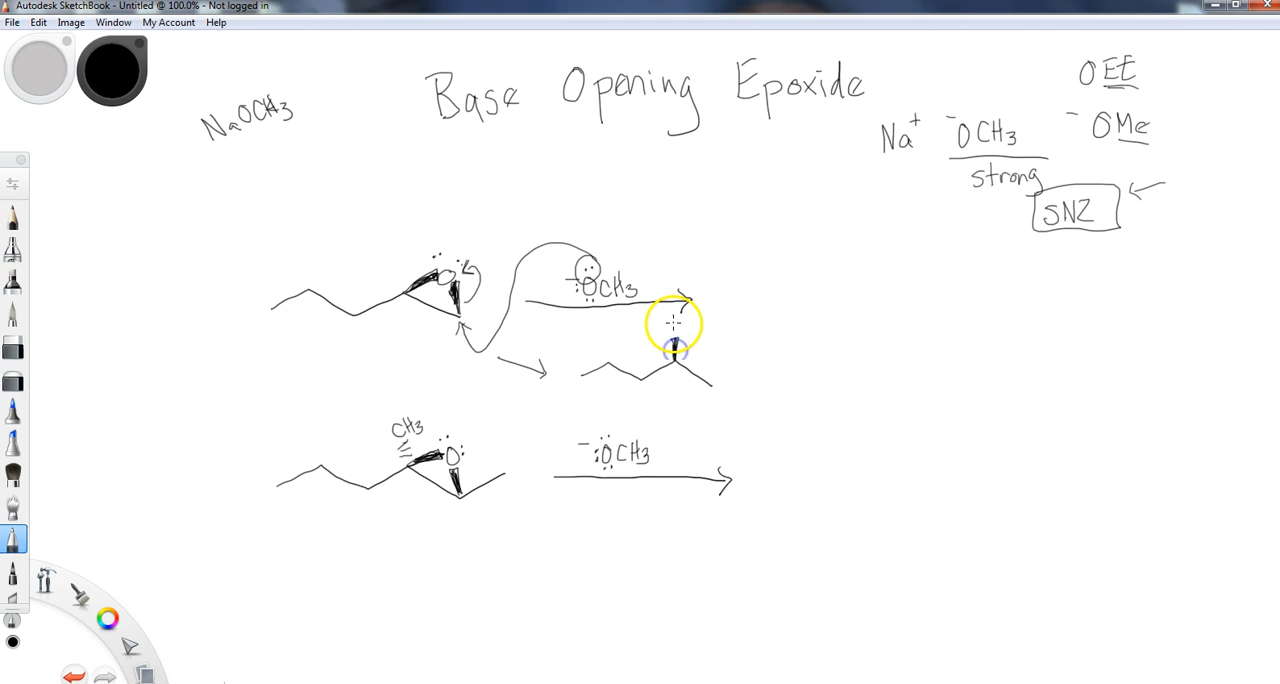 Autodesk SketchBook - Untitled @ 100.0% - Not logged in
File Edit Image Window My Account Help
Base Opening Epoxide
NaOCH3
OEt
Na+ -OCH3 -OMe
strong
SN2
O -OCH3
CH3
O -OCH3